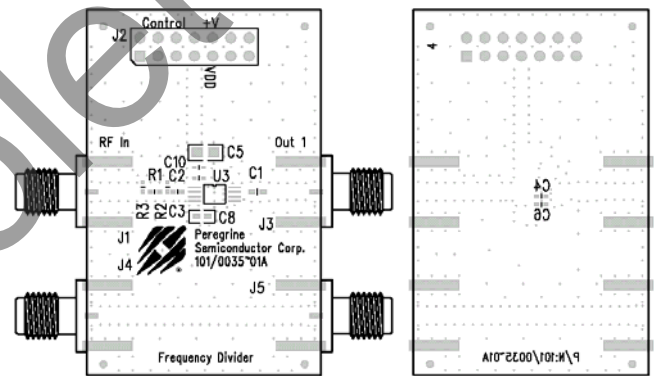 Control +V
J2
VDD
RF In
Out 1
C10
C5
R1 C2
U3
C1
R3
R2
C3
C8
J3
J1
Peregrine
Semiconductor Corp.
101/0035~01A
J4
J5
Frequency Divider
4
C4
C6
P/N:101/0035~01A